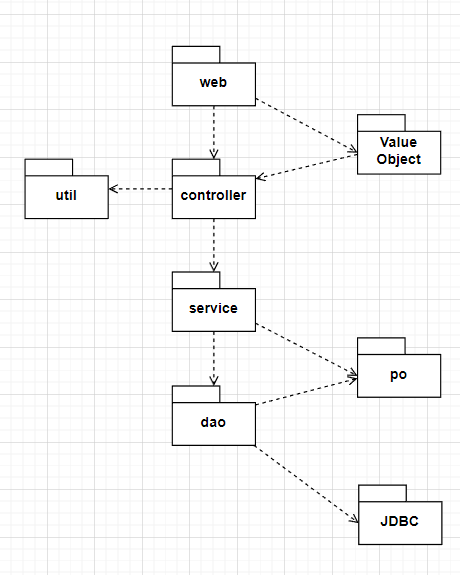 web
Value
Object
util
controller
service
po
dao
JDBC